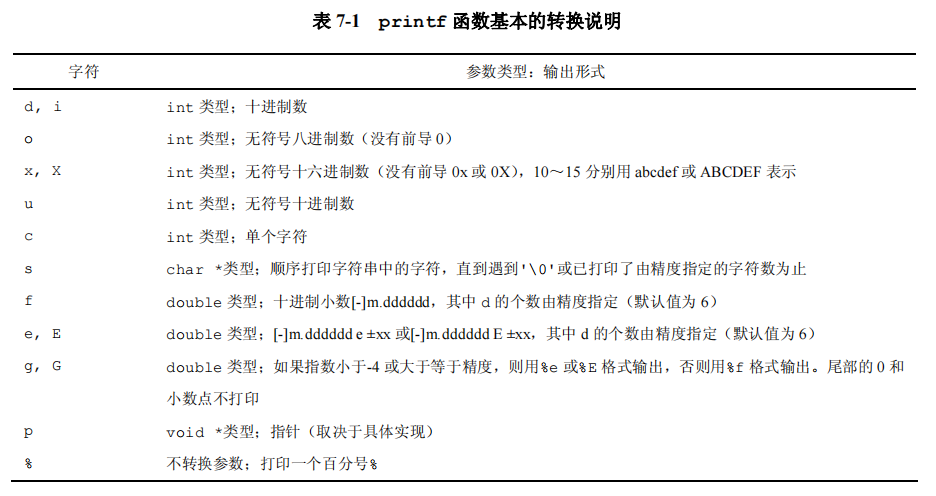 表 7-1 printf 函数基本的转换说明
字符 参数类型：输出形式
d, i int 类型；十进制数
o int 类型；无符号八进制数（没有前导 0）
x, X int 类型；无符号十六进制数（没有前导 0x 或 0X），10～15 分别用 abcdef 或 ABCDEF 表示
u int 类型；无符号十进制数
c int 类型；单个字符
s char *类型；顺序打印字符串中的字符，直到遇到'\0'或已打印了由精度指定的字符数为止
f double 类型；十进制小数[-]m.dddddd，其中 d 的个数由精度指定（默认值为 6）
e, E double 类型；[-]m.dddddd e ±xx 或[-]m.dddddd E ±xx，其中 d 的个数由精度指定（默认值为 6）
g, G double 类型；如果指数小于-4 或大于等于精度，则用%e 或%E 格式输出，否则用%f 格式输出。尾部的 0 和
小数点不打印
p void *类型；指针（取决于具体实现）
% 不转换参数；打印一个百分号%